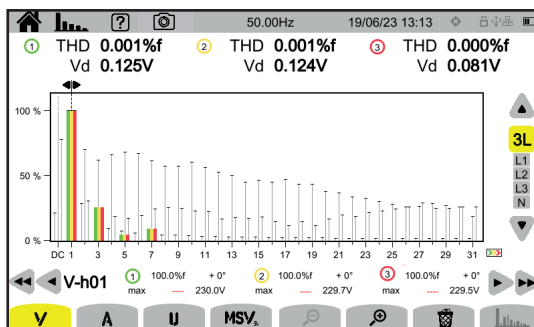 50.00Hz 19/06/23 13:13
1 THD 0.001%f 2 THD 0.001%f 3 THD 0.000%f
Vd 0.125V Vd 0.124V Vd 0.081V
100 %
50 %
0 %
3L
L1
L2
L3
N
DC 1 3 5 7 9 11 13 15 17 19 21 23 25 27 29 31
V-h01 1 100.0%f + 0° 2 100.0%f + 0° 3 100.0%f + 0°
max ---- 230.0V max ---- 229.7V max ---- 229.5V
V A U MSV 3L